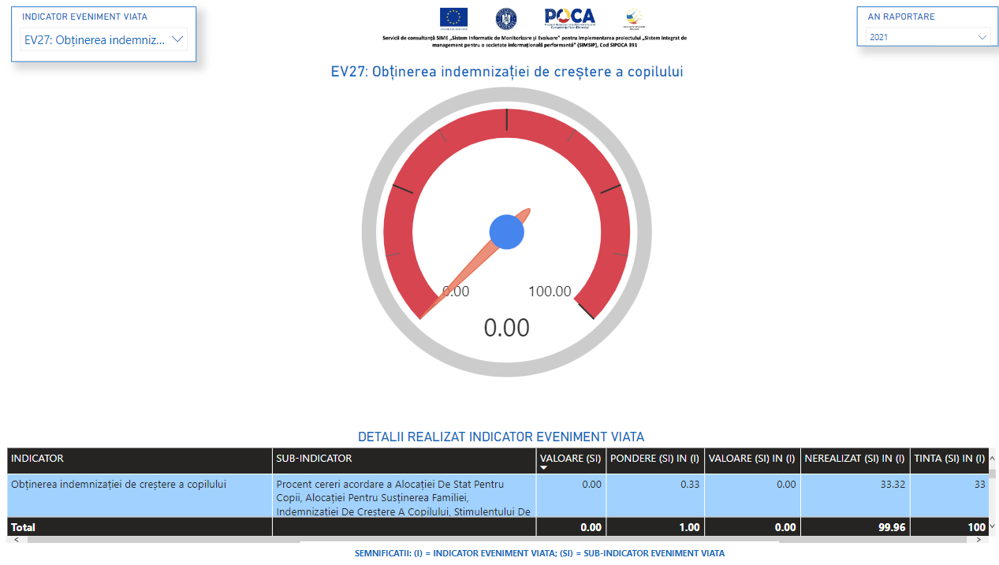 INDICATOR EVENIMENT VIATA
EV27: Obținerea indemniz...
POCA
Servicii de consultanță SIME „Sistem Informatic de Monitorizare și Evaluare” pentru implementarea proiectului „Sistem integrat de
management pentru o societate informațională performantă” (SIMSIP), Cod SIPOCA 391
AN RAPORTARE
2021
EV27: Obținerea indemnizației de creștere a copilului
0.00
100.00
0.00
DETALII REALIZAT INDICATOR EVENIMENT VIATA
INDICATOR SUB-INDICATOR VALOARE (SI) PONDERE (SI) IN (I) VALOARE (SI) IN (I) NEREALIZAT (SI) IN (I) TINTA (SI) IN (I)
Obținerea indemnizației de creștere a copilului Procent cereri acordare a Alocației De Stat Pentru 0.00 0.33 0.00 33.32 33
Copii, Alocației Pentru Susținerea Familiei,
Indemnizatiei De Crestere A Copilului, Stimulentului De
Total 0.00 1.00 0.00 99.96 100
SEMNIFICATII: (I) = INDICATOR EVENIMENT VIATA; (SI) = SUB-INDICATOR EVENIMENT VIATA